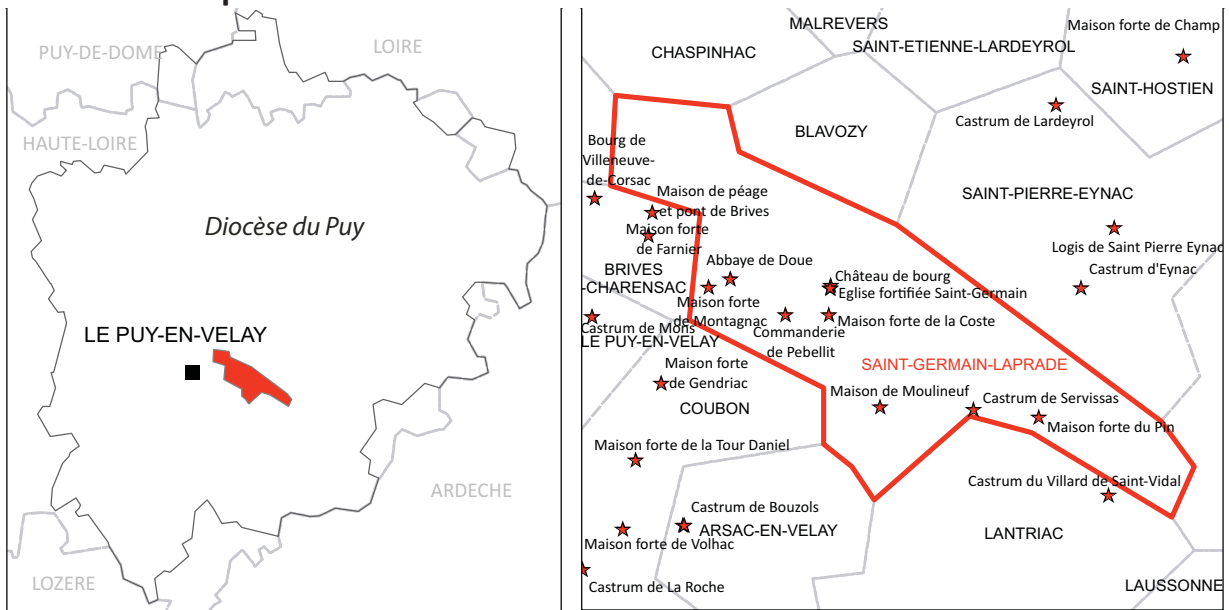 PUY-DE-DOME
LOIRE
HAUTE-LOIRE
Diocèse du Puy
LE PUY-EN-VELAY
ARDECHE
LOZERE
MALREVERS
Maison forte de Champ
CHASPINHAC
SAINT-ETIENNE-LARDEYROL
SAINT-HOSTIEN
Castrum de Lardeyrol
BLAVOZY
Bourg de
Villeneuve-
de-Corsac
Maison de péage
et pont de Brives
SAINT-PIERRE-EYNAC
Maison forte
de Farnier
Logis de Saint Pierre Eynac
Abbaye de Doue
BRIVES
-CHARENSAC
Château de bourg
Castrum d'Eynac
Eglise fortifiée Saint-Germain
Maison forte
de Montagnac
Maison forte de la Coste
Castrum de Mons
LE PUY-EN-VELAY
Commanderie
de Pebellit
Maison forte
de Gendriac
SAINT-GERMAIN-LAPRADE
COUBON
Maison de Moulineuf
Castrum de Servissas
Maison forte du Pin
Maison forte de la Tour Daniel
Castrum du Villard de Saint-Vidal
Castrum de Bouzols
ARSAC-EN-VELAY
LANTRIAC
Maison forte de Volhac
Castrum de La Roche
LAUSSONNE